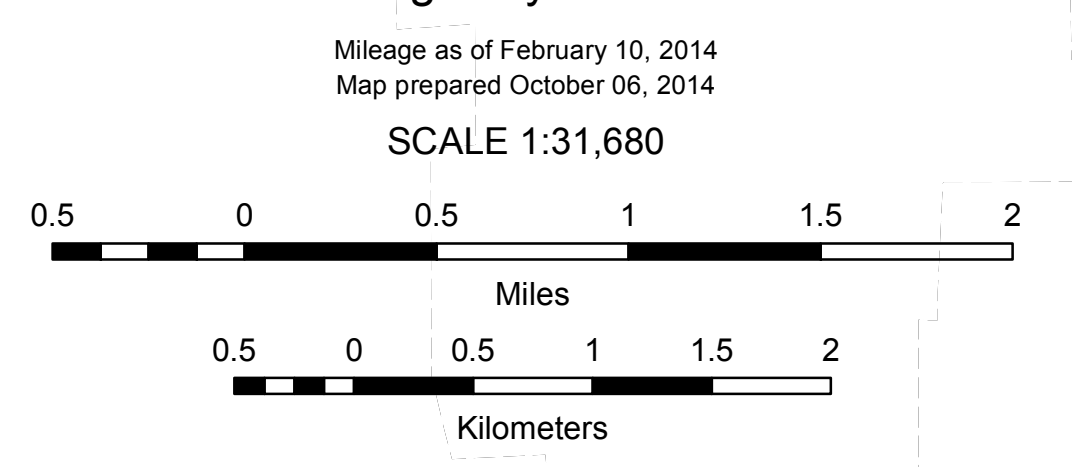 Mileage as of February 10, 2014
Map prepared October 06, 2014
SCALE 1:31,680
0.5 0 0.5 1 1.5 2
Miles
0.5 0 0.5 1 1.5 2
Kilometers